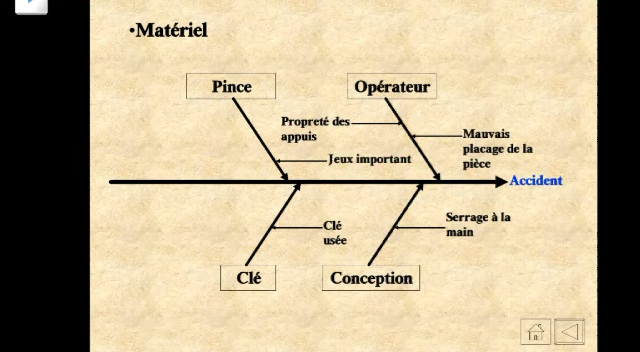 •Matériel
Pince
Opérateur
Propreté des
appuis
Mauvais
placage de la
pièce
Jeux important
Accident
Clé
usée
Serrage à la
main
Clé
Conception